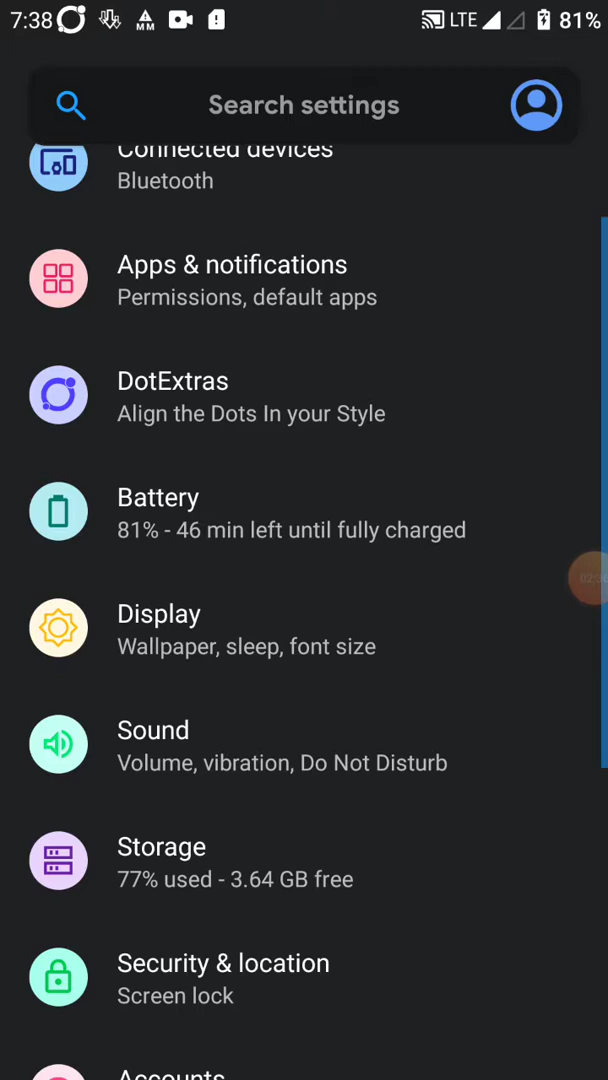 7:38 MM LTE 81%
Search settings
Connected devices
Bluetooth
Apps & notifications
Permissions, default apps
DotExtras
Align the Dots In your Style
Battery
81% - 46 min left until fully charged
Display
Wallpaper, sleep, font size
Sound
Volume, vibration, Do Not Disturb
Storage
77% used - 3.64 GB free
Security & location
Screen lock
Accounts